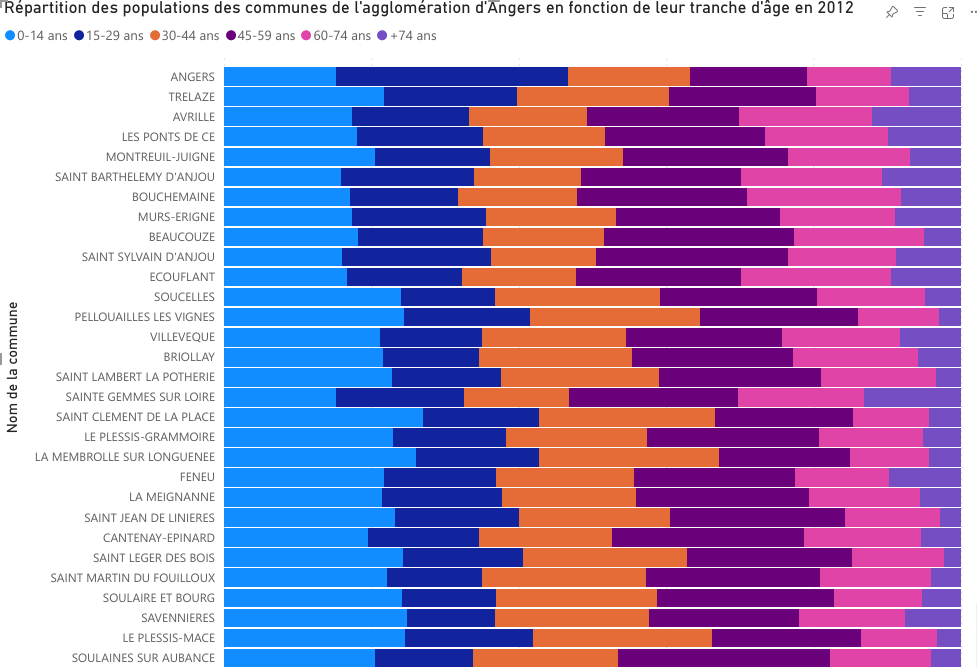 Répartition des populations des communes de l'agglomération d'Angers en fonction de leur tranche d'âge en 2012
0-14 ans 15-29 ans 30-44 ans 45-59 ans 60-74 ans +74 ans
Nom de la commune
ANGERS
TRELAZE
AVRILLE
LES PONTS DE CE
MONTREUIL-JUIGNE
SAINT BARTHELEMY D'ANJOU
BOUCHEMAINE
MURS-ERIGNE
BEAUCOUZE
SAINT SYLVAIN D'ANJOU
ECOUFLANT
SOUCELLES
PELLOUAILLES LES VIGNES
VILLEVEQUE
BRIOLLAY
SAINT LAMBERT LA POTHERIE
SAINTE GEMMES SUR LOIRE
SAINT CLEMENT DE LA PLACE
LE PLESSIS-GRAMMOIRE
LA MEMBROLLE SUR LONGUENEE
FENEU
LA MEIGNANNE
SAINT JEAN DE LINIERES
CANTENAY-EPINARD
SAINT LEGER DES BOIS
SAINT MARTIN DU FOUILLOUX
SOULAIRE ET BOURG
SAVENNIERES
LE PLESSIS-MACE
SOULAINES SUR AUBANCE